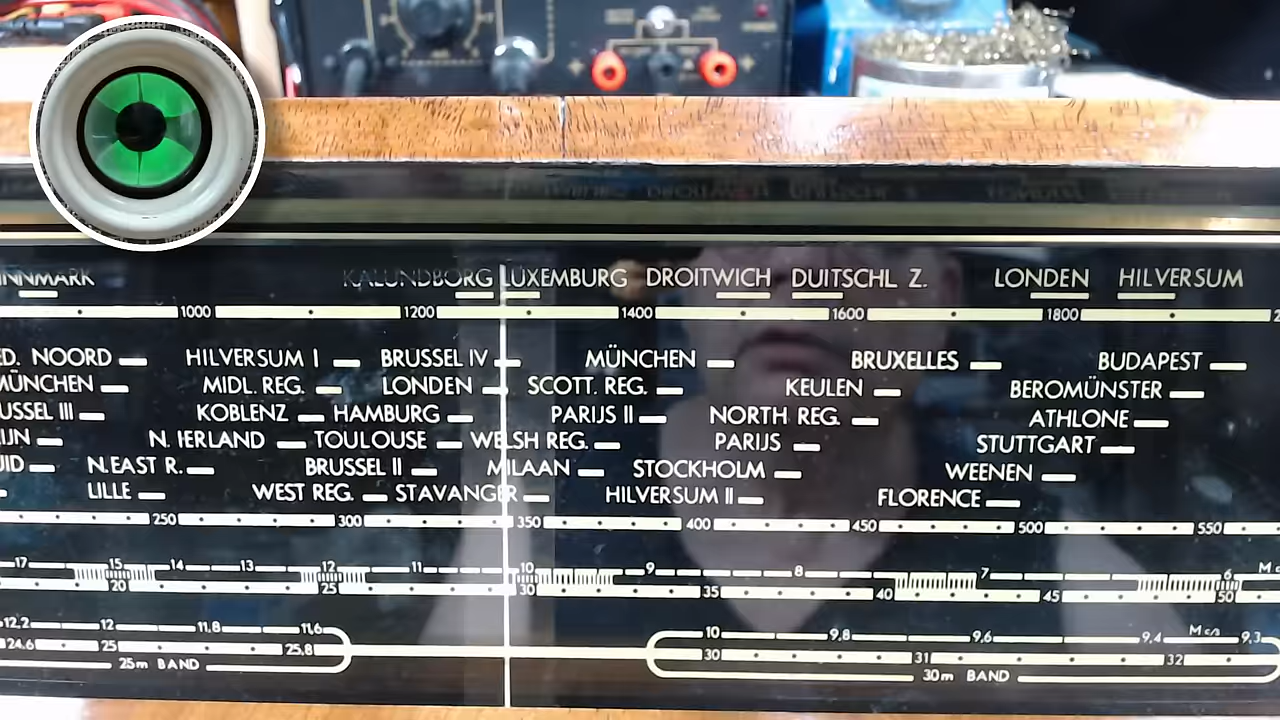 INNMARK KALUNDBORG LUXEMBURG DROITWICH DUITSCHL Z. LONDEN HILVERSUM
1000 1200 1400 1600 1800
ED. NOORD HILVERSUM I BRUSSEL IV MÜNCHEN BRUXELLES BUDAPEST
MÜNCHEN MIDL. REG. LONDEN SCOTT. REG. KEULEN BEROMÜNSTER
USSEL III KOBLENZ HAMBURG PARIJS II NORTH REG. ATHLONE
IJN N. IERLAND TOULOUSE WELSH REG. PARIJS STUTTGART
UID N.EAST R. BRUSSEL II MILAAN STOCKHOLM WEENEN
LILLE WEST REG. STAVANGER HILVERSUM II FLORENCE
250 300 350 400 450 500 550
17 15 14 13 12 11 10 9 8 7 6
20 25 30 35 40 45 50
12,2 12 11,8 11,6 10 9,8 9,6 9,4 Mc/s 9,3
24,6 25 25,8 30 31 32
25m BAND 30m BAND